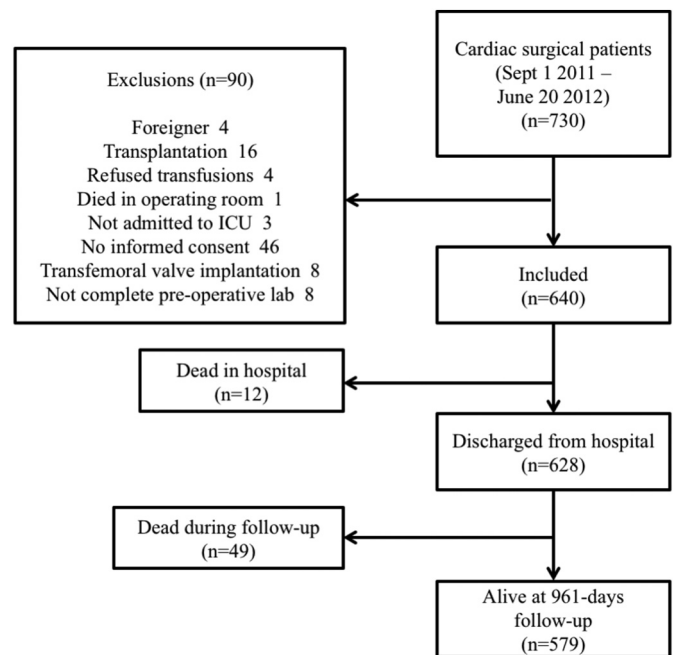 Cardiac surgical patients
(Sept 1 2011 –
June 20 2012)
(n=730)
Exclusions (n=90)
Foreigner 4
Transplantation 16
Refused transfusions 4
Died in operating room 1
Not admitted to ICU 3
No informed consent 46
Transfemoral valve implantation 8
Not complete pre-operative lab 8
Included
(n=640)
Dead in hospital
(n=12)
Discharged from hospital
(n=628)
Dead during follow-up
(n=49)
Alive at 961-days
follow-up
(n=579)